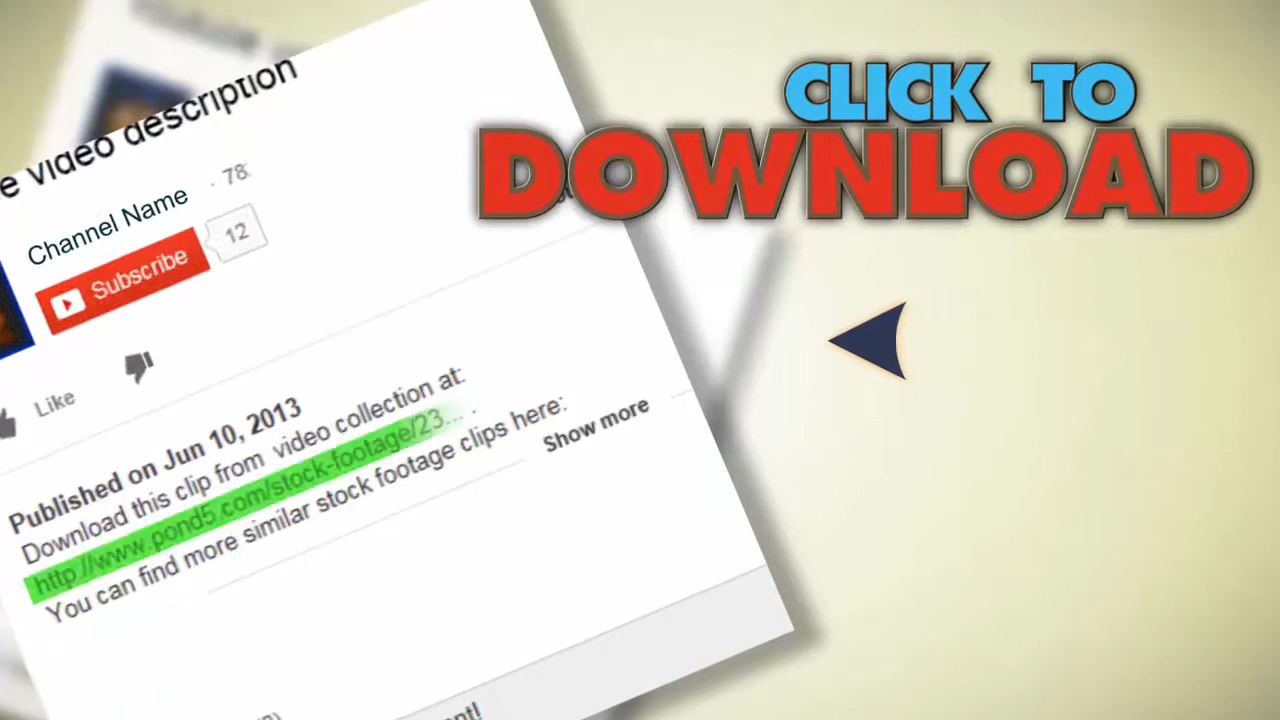 CLICK TO
DOWNLOAD
e video description
Channel Name
78
Subscribe
12
Like
Published on Jun 10, 2013
Download this clip from video collection at:
http://www.pond5.com/stock-footage/23...
You can find more similar stock footage clips here:
Show more